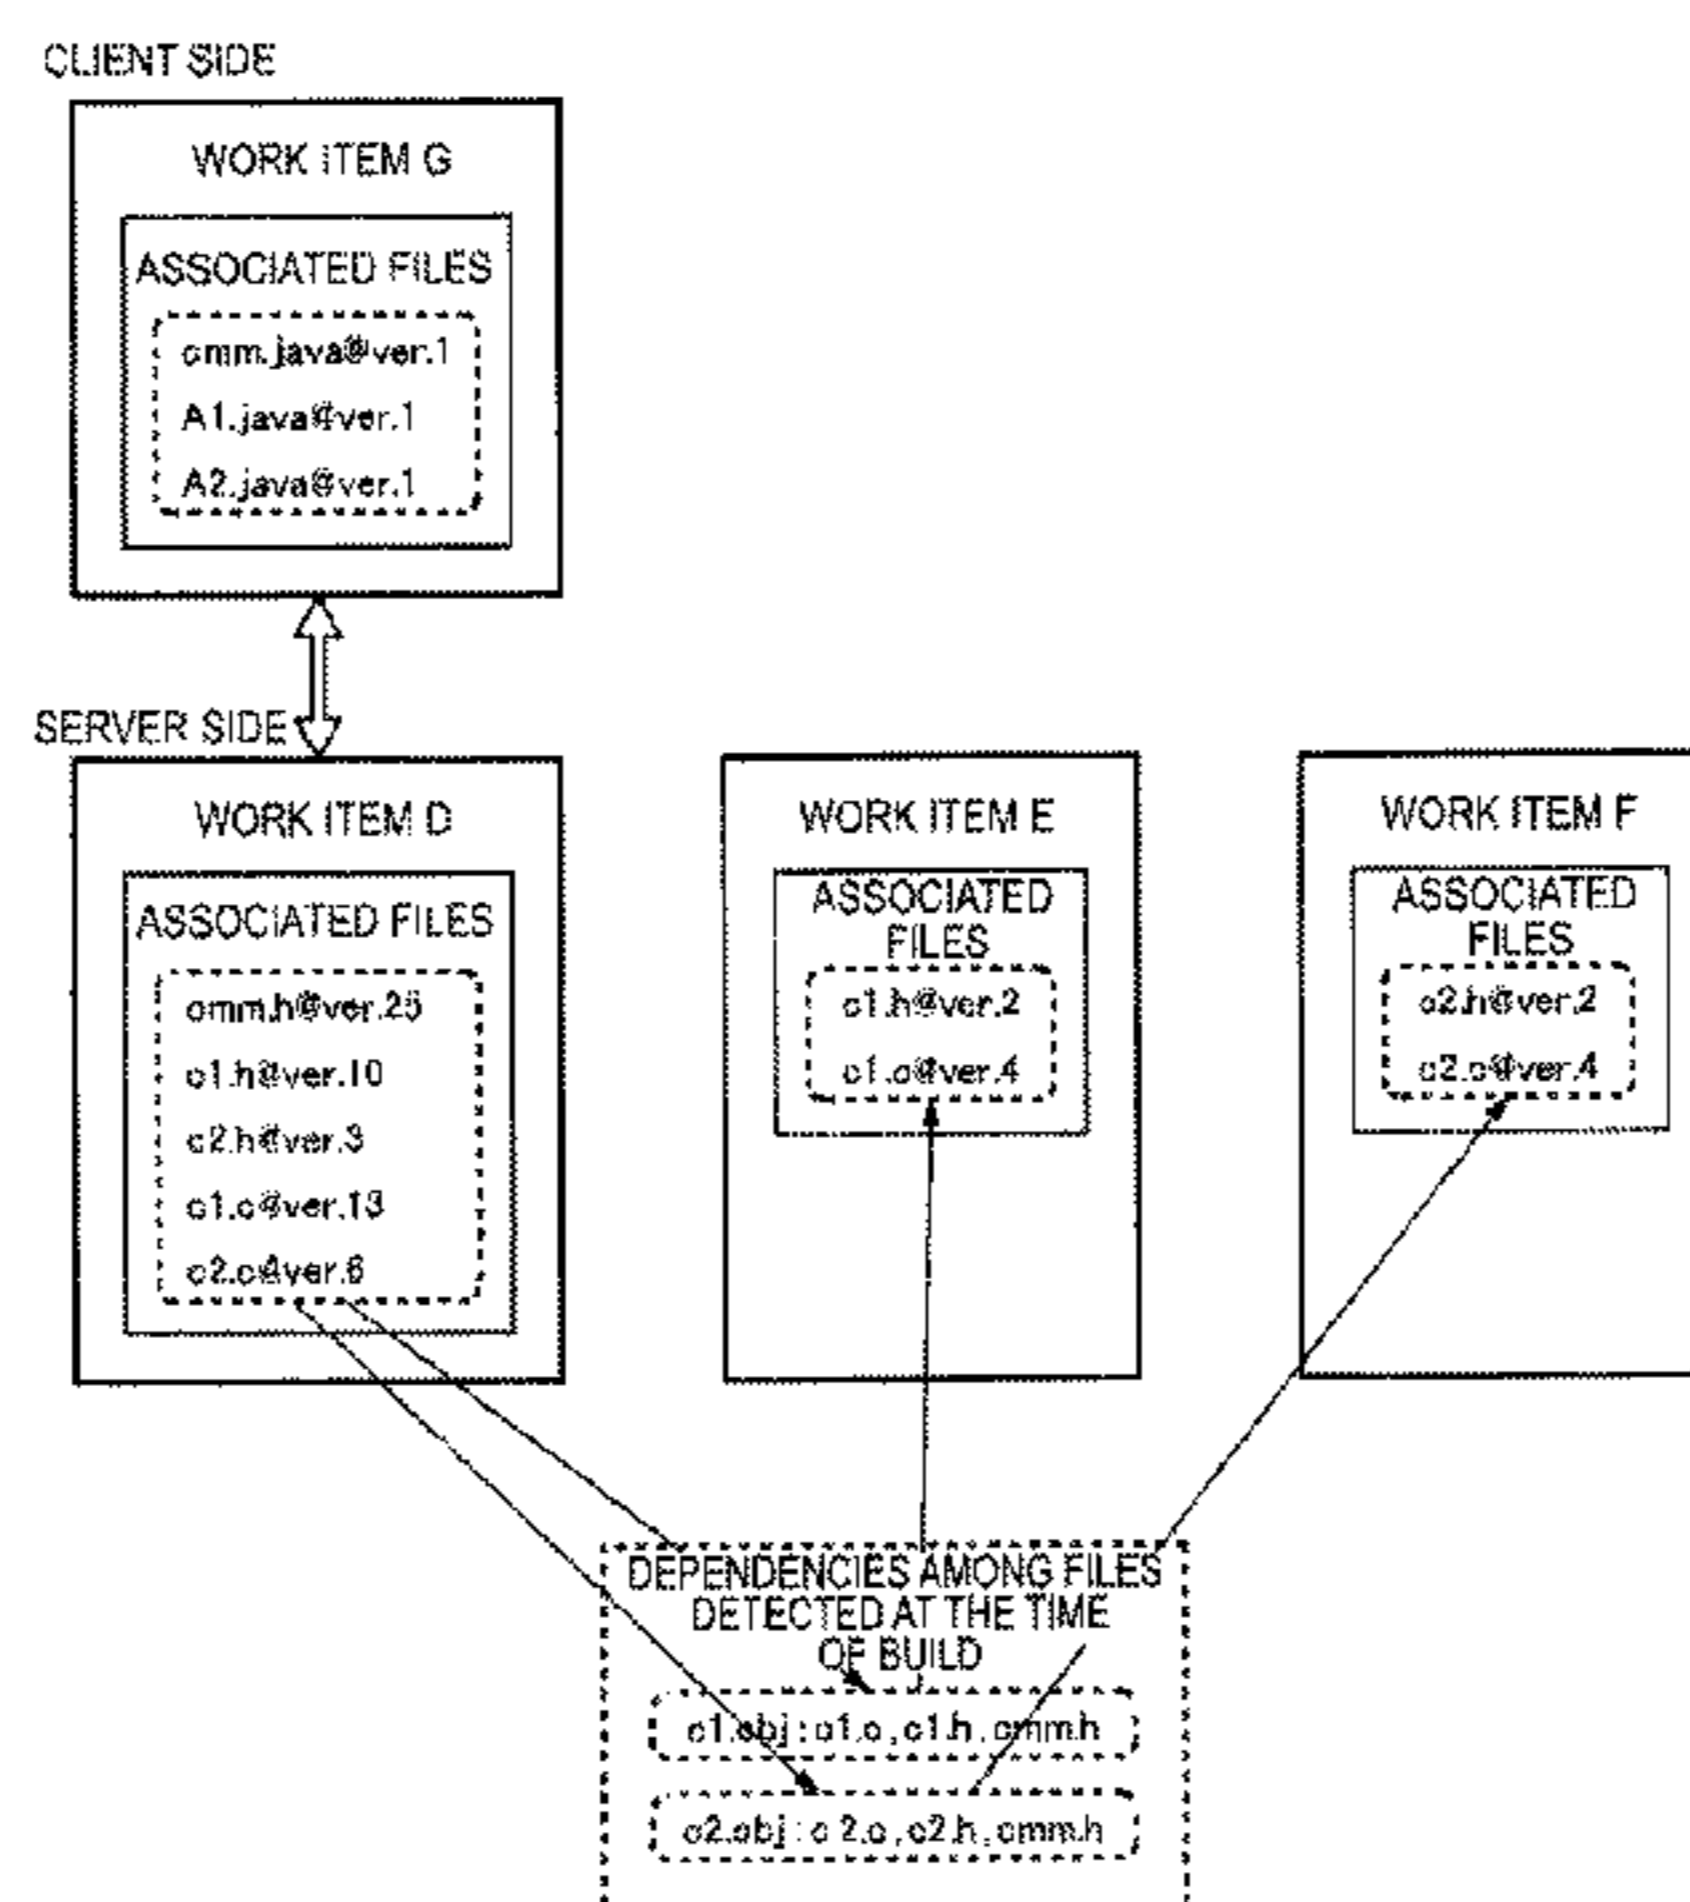 CLIENT SIDE
WORK ITEM G
ASSOCIATED FILES
cmm.java@ver.1
A1.java@ver.1
A2.java@ver.1
SERVER SIDE
WORK ITEM D
ASSOCIATED FILES
cmm.h@ver.25
c1.h@ver.10
c2.h@ver.3
c1.c@ver.13
c2.c@ver.6
WORK ITEM E
ASSOCIATED
FILES
c1.h@ver.2
c1.c@ver.4
WORK ITEM F
ASSOCIATED
FILES
c2.h@ver.2
c2.c@ver.4
DEPENDENCIES AMONG FILES
DETECTED AT THE TIME
OF BUILD
c1.obj:c1.c,c1.h,cmm.h
c2.obj:c2.c,c2.h,cmm.h